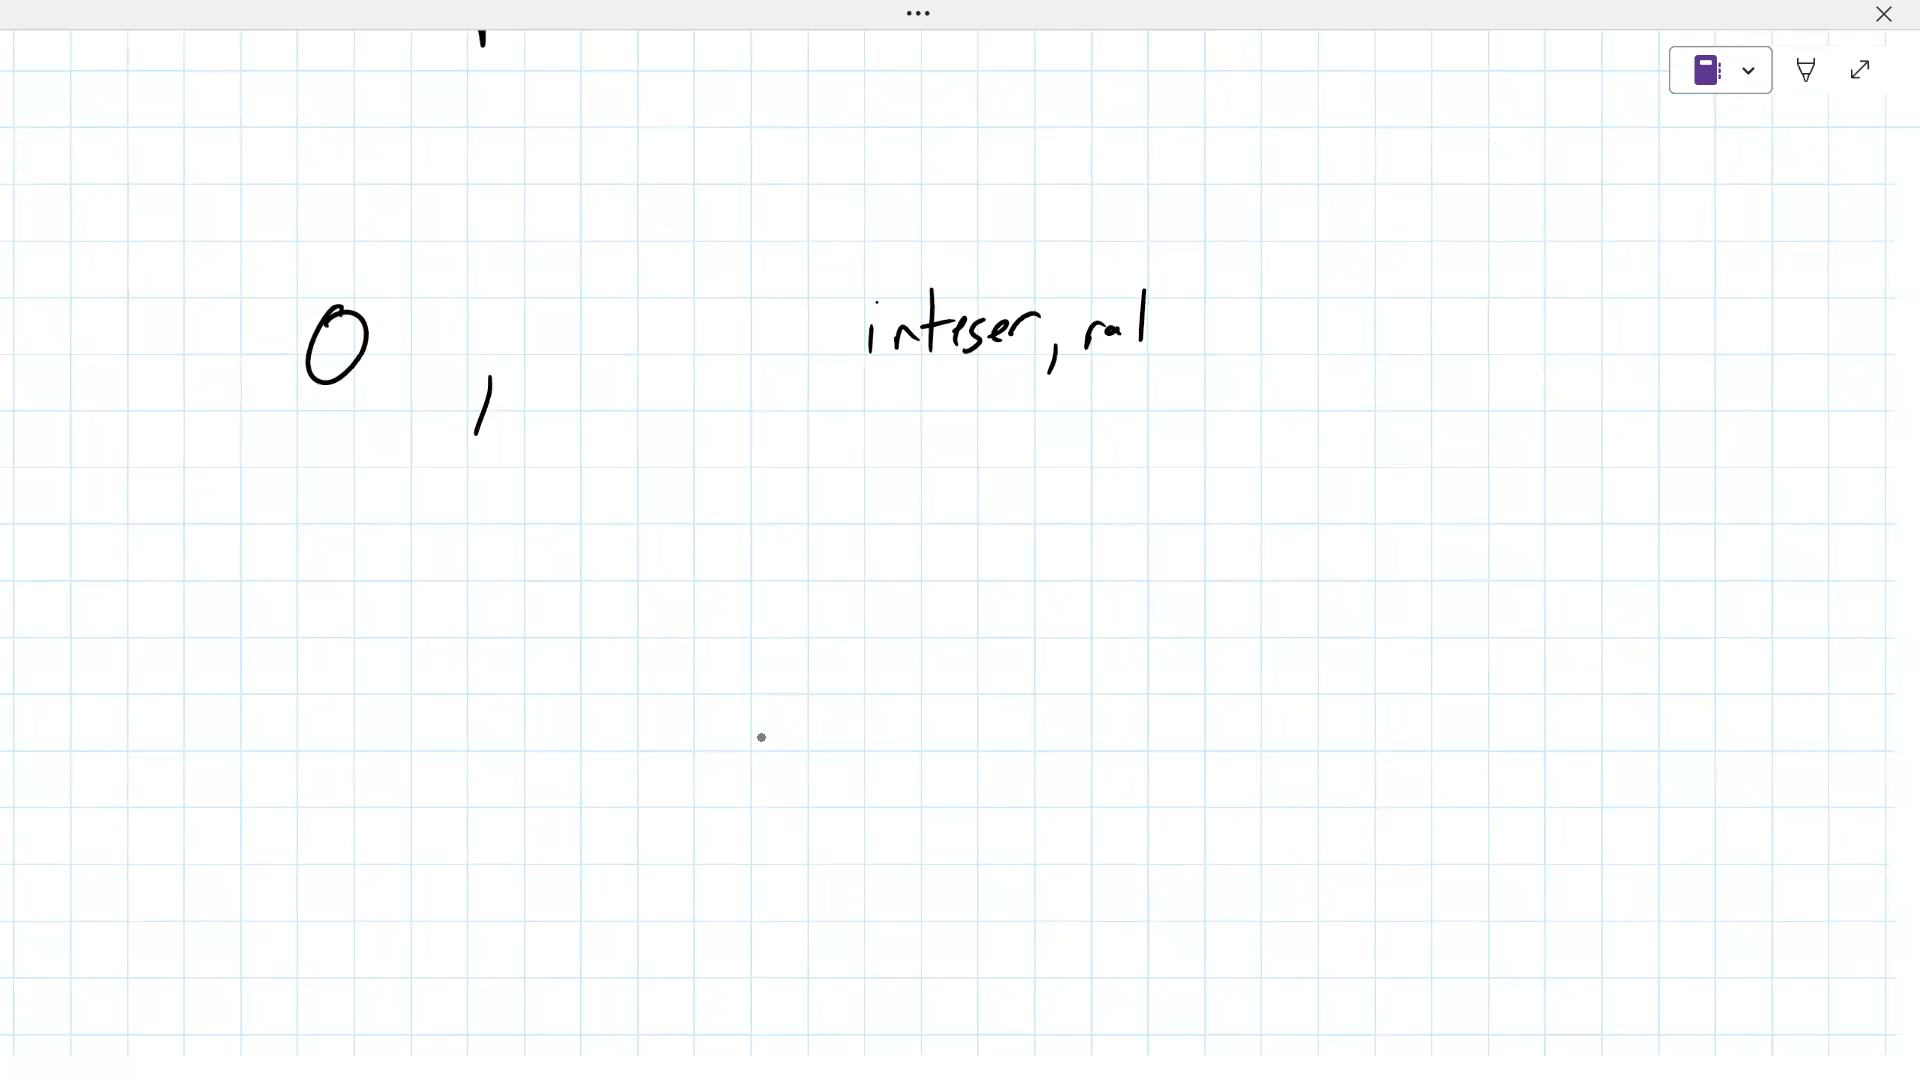 0 , integer, ral